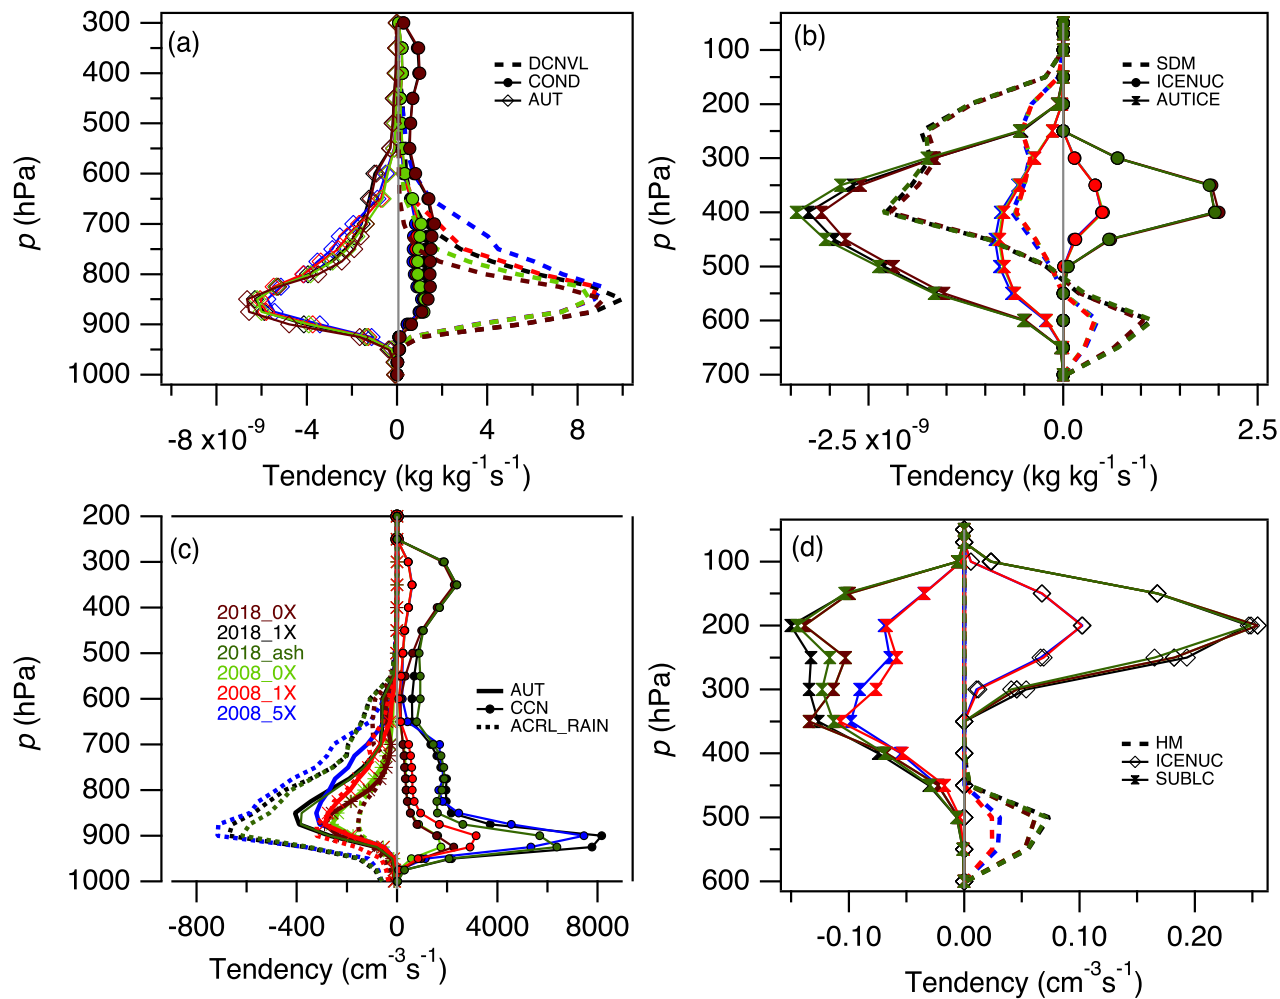 (a)
300
400
500
600
700
800
900
1000
p (hPa)
DCNVL
COND
AUT
-8 x10⁻⁹
-4
0
4
8
Tendency (kg kg⁻¹s⁻¹)
(b)
100
200
300
400
500
600
700
p (hPa)
SDM
ICENUC
AUTICE
-2.5 x10⁻⁹
0.0
2.5
Tendency (kg kg⁻¹s⁻¹)
(c)
200
300
400
500
600
700
800
900
1000
p (hPa)
2018_0X
2018_1X
2018_ash
2008_0X
2008_1X
2008_5X
AUT
CCN
ACRL_RAIN
-800
-400
0
4000
8000
Tendency (cm⁻³s⁻¹)
(d)
100
200
300
400
500
600
p (hPa)
HM
ICENUC
SUBLC
-0.10
0.00
0.10
0.20
Tendency (cm⁻³s⁻¹)